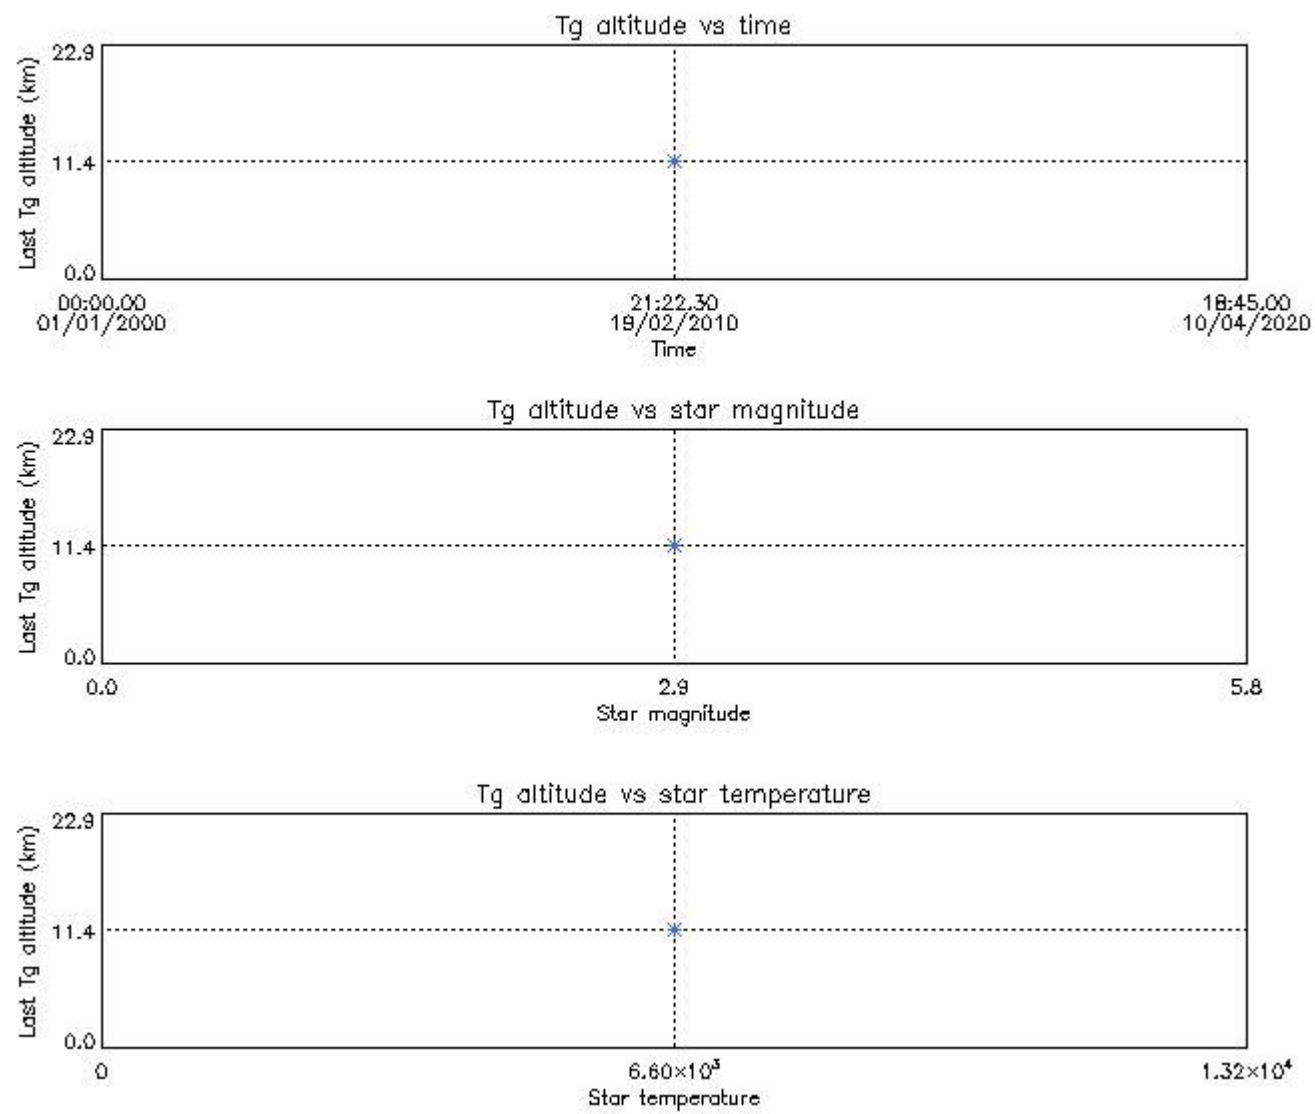 Tg altitude vs time
22.9
11.4
0.0
Last Tg altitude (km)
00:00.00 21:22.30 18:45.00
01/01/2000 19/02/2010 10/04/2020
Time
Tg altitude vs star magnitude
22.9
11.4
0.0
Last Tg altitude (km)
0.0 2.9 5.8
Star magnitude
Tg altitude vs star temperature
22.9
11.4
0.0
Last Tg altitude (km)
0 6.60×10³ 1.32×10⁴
Star temperature